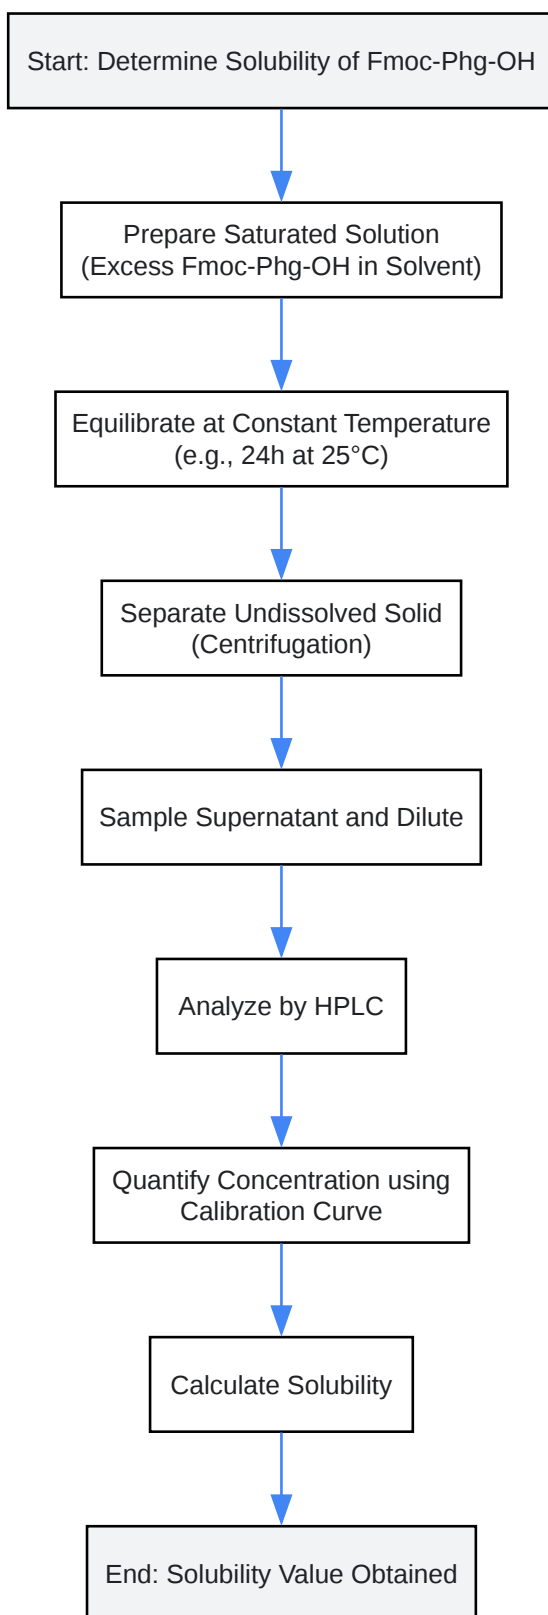 Start: Determine Solubility of Fmoc-Phg-OH
Prepare Saturated Solution
(Excess Fmoc-Phg-OH in Solvent)
Equilibrate at Constant Temperature
(e.g., 24h at 25°C)
Separate Undissolved Solid
(Centrifugation)
Sample Supernatant and Dilute
Analyze by HPLC
Quantify Concentration using
Calibration Curve
Calculate Solubility
End: Solubility Value Obtained